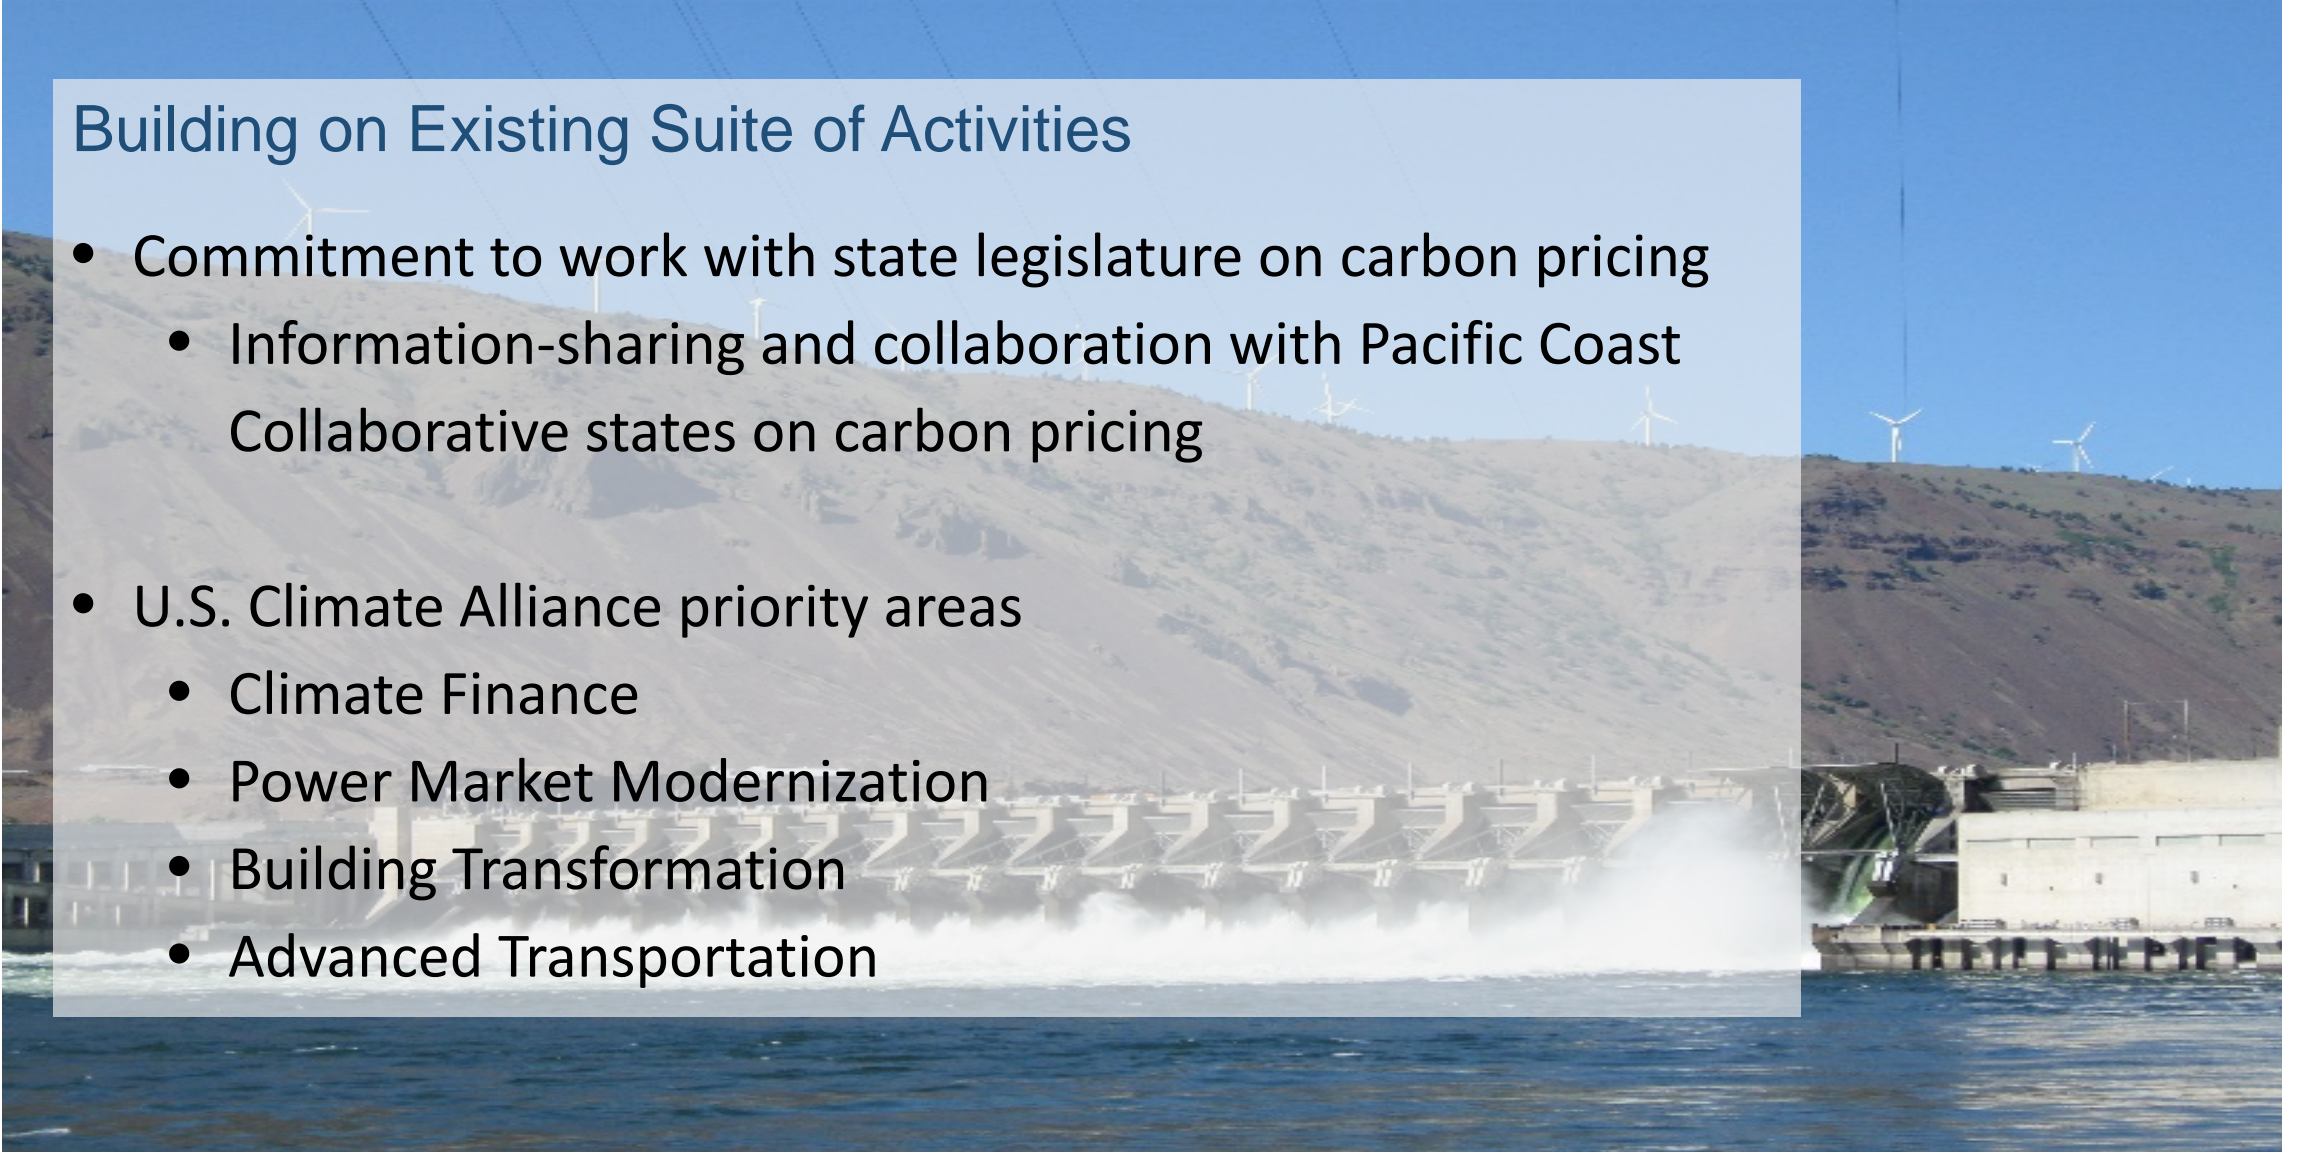 Building on Existing Suite of Activities
• Commitment to work with state legislature on carbon pricing
• Information-sharing and collaboration with Pacific Coast
Collaborative states on carbon pricing
• U.S. Climate Alliance priority areas
• Climate Finance
• Power Market Modernization
• Building Transformation
• Advanced Transportation